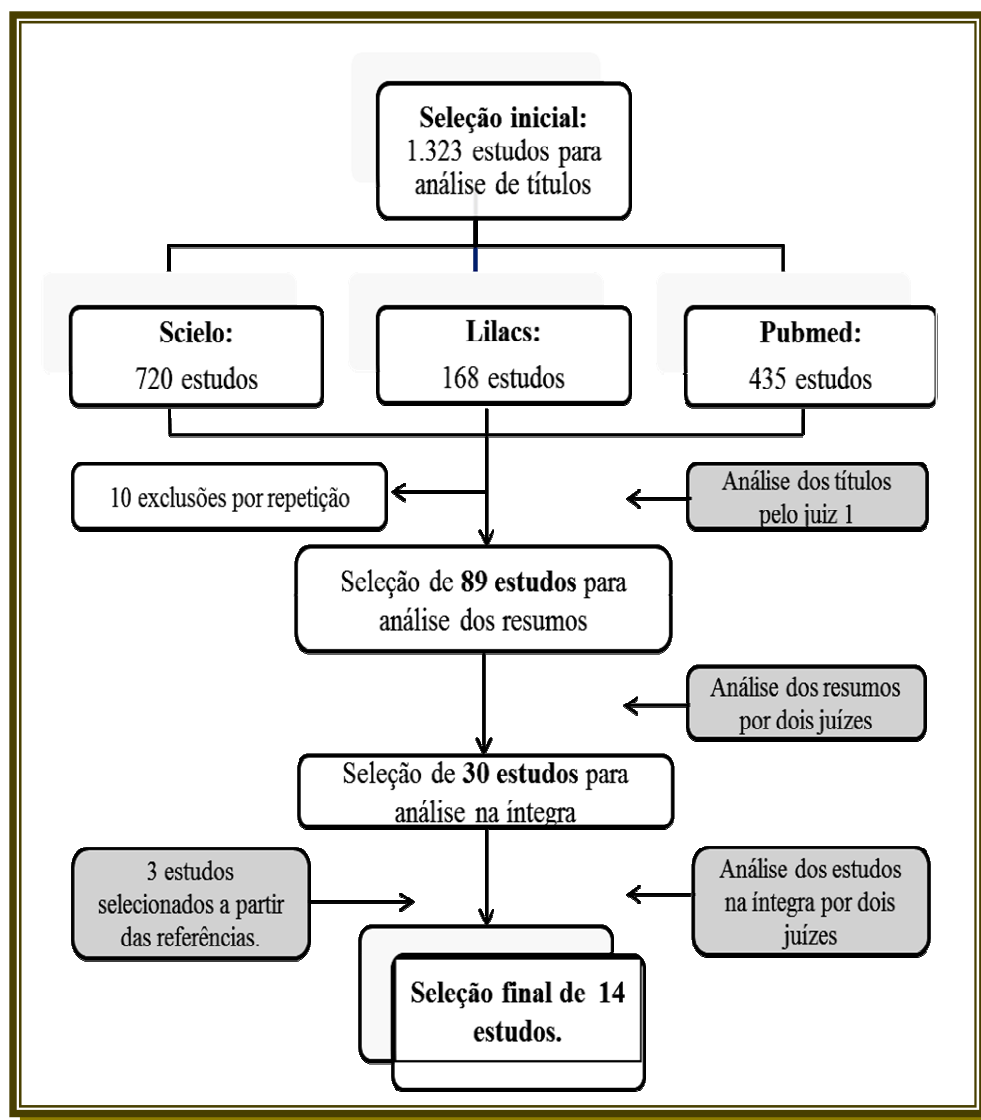 Seleção inicial:
1.323 estudos para
análise de títulos
Scielo:
720 estudos
Lilacs:
168 estudos
Pubmed:
435 estudos
10 exclusões por repetição
Análise dos títulos
pelo juiz 1
Seleção de 89 estudos para
análise dos resumos
Análise dos resumos
por dois juízes
Seleção de 30 estudos para
análise na íntegra
3 estudos
selecionados a partir
das referências.
Análise dos estudos
na íntegra por dois
juízes
Seleção final de 14
estudos.